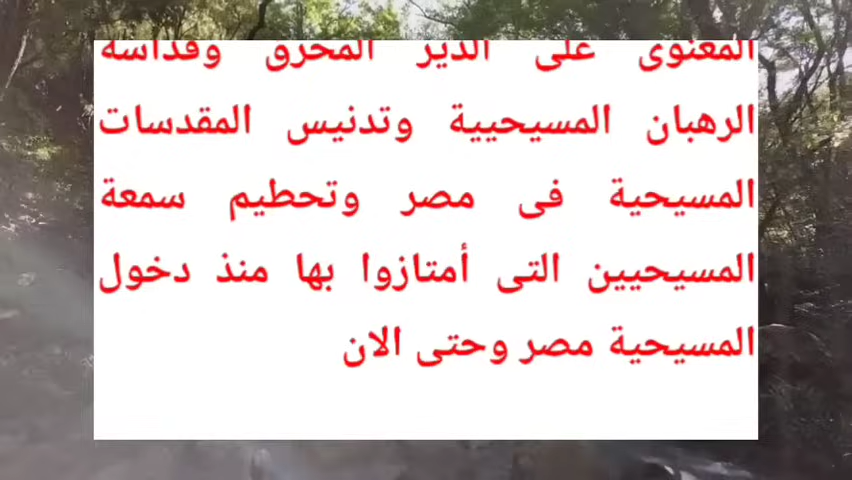 المعنوى على الدير المحرق وقداسة
الرهبان المسيحيية وتدنيس المقدسات
المسيحية فى مصر وتحطيم سمعة
المسيحيين التى أمتازوا بها منذ دخول
المسيحية مصر وحتى الان